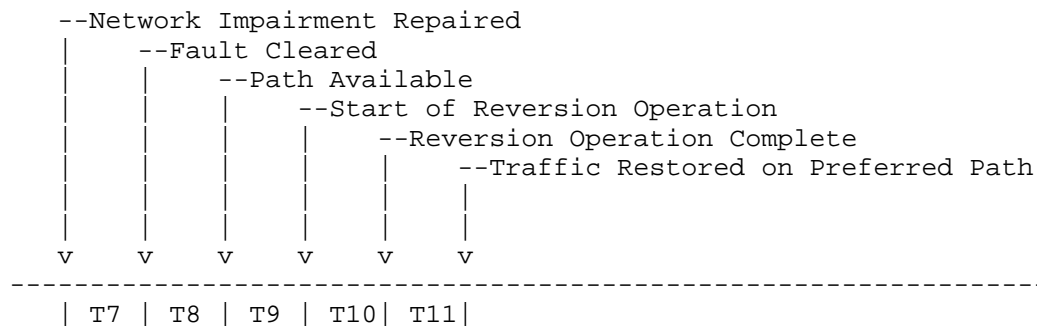 --Network Impairment Repaired
|    --Fault Cleared
|    |    --Path Available
|    |    |    --Start of Reversion Operation
|    |    |    |    --Reversion Operation Complete
|    |    |    |    |    --Traffic Restored on Preferred Path
|    |    |    |    |    |
|    |    |    |    |    |
v    v    v    v    v    v
-----------------------------------------------------------------
| T7 | T8 | T9 | T10| T11|